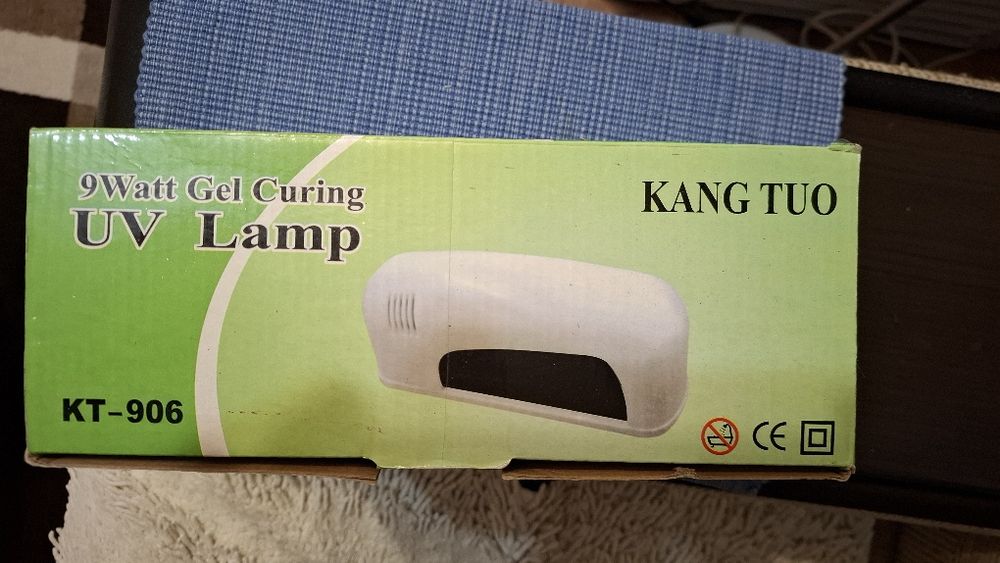 9Watt Gel Curing
UV Lamp
KANG TUO
KT-906
CE